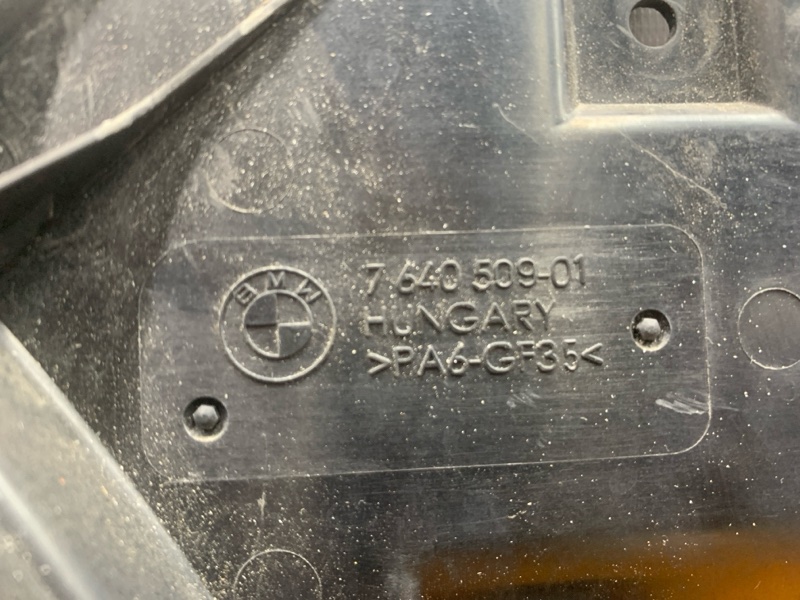 BMW
7 640 509-01
HUNGARY
>PA6-GF35<